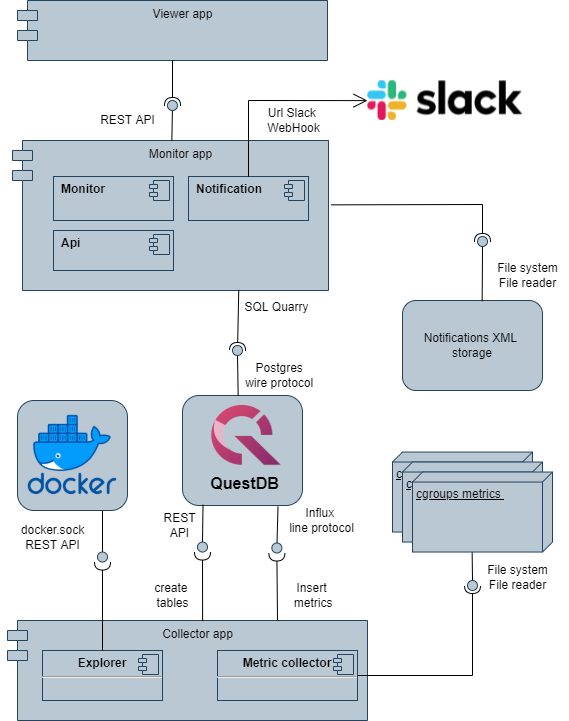 Viewer app
REST API
Url Slack
WebHook
slack
Monitor app
Monitor
Notification
Api
File system
File reader
SQL Quarry
Notifications XML
storage
Postgres
wire protocol
docker
QuestDB
c
c
cgroups metrics
docker.sock
REST API
REST
API
Influx
line protocol
create
tables
Insert
metrics
File system
File reader
Collector app
Explorer
Metric collector